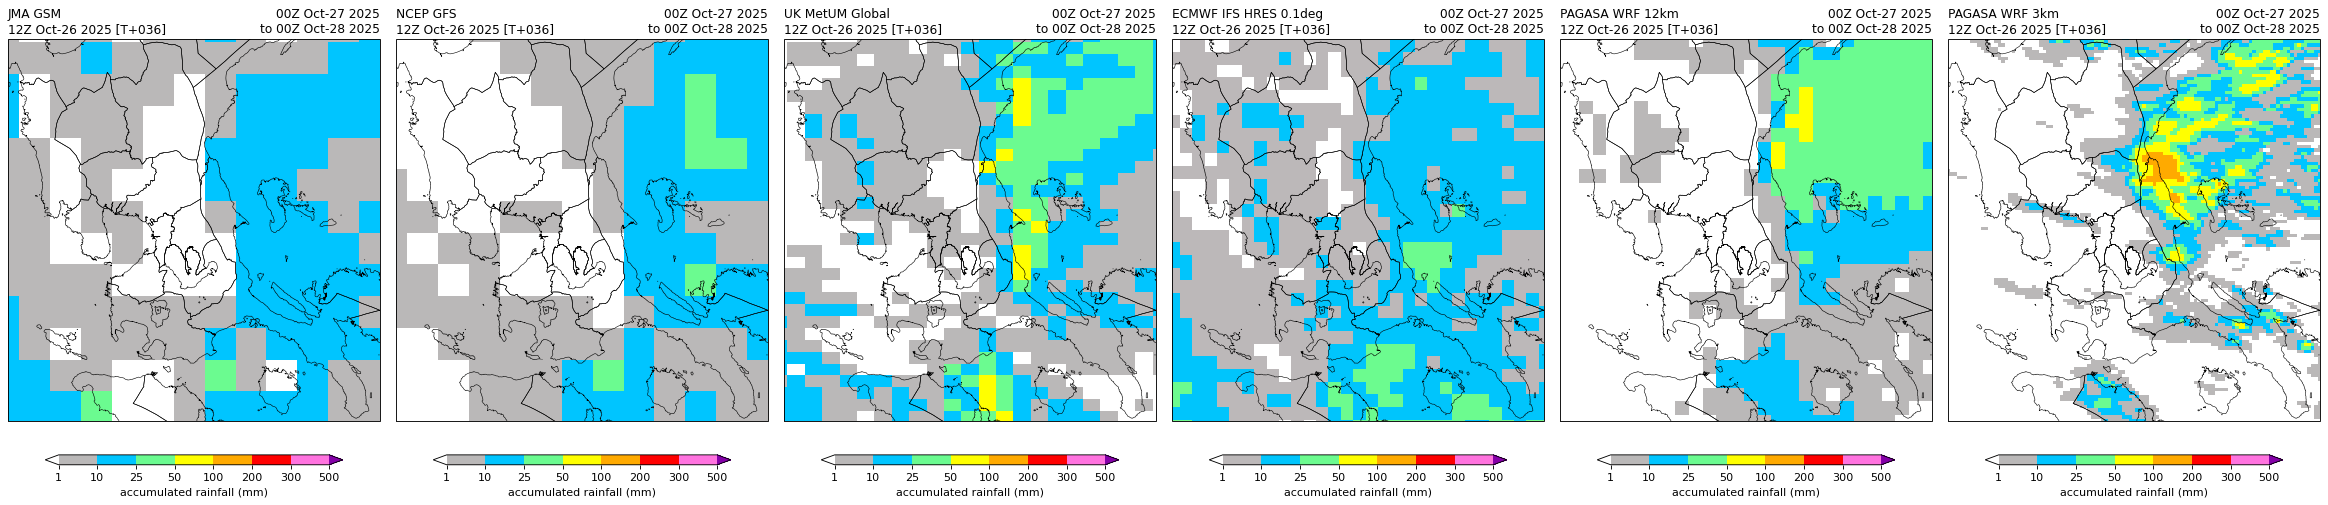 JMA GSM
00Z Oct-27 2025
12Z Oct-26 2025 [T+036]
to 00Z Oct-28 2025
NCEP GFS
00Z Oct-27 2025
12Z Oct-26 2025 [T+036]
to 00Z Oct-28 2025
UK MetUM Global
00Z Oct-27 2025
12Z Oct-26 2025 [T+036]
to 00Z Oct-28 2025
ECMWF IFS HRES 0.1deg
00Z Oct-27 2025
12Z Oct-26 2025 [T+036]
to 00Z Oct-28 2025
PAGASA WRF 12km
00Z Oct-27 2025
12Z Oct-26 2025 [T+036]
to 00Z Oct-28 2025
PAGASA WRF 3km
00Z Oct-27 2025
12Z Oct-26 2025 [T+036]
to 00Z Oct-28 2025
1 10 25 50 100 200 300 500
accumulated rainfall (mm)
1 10 25 50 100 200 300 500
accumulated rainfall (mm)
1 10 25 50 100 200 300 500
accumulated rainfall (mm)
1 10 25 50 100 200 300 500
accumulated rainfall (mm)
1 10 25 50 100 200 300 500
accumulated rainfall (mm)
1 10 25 50 100 200 300 500
accumulated rainfall (mm)